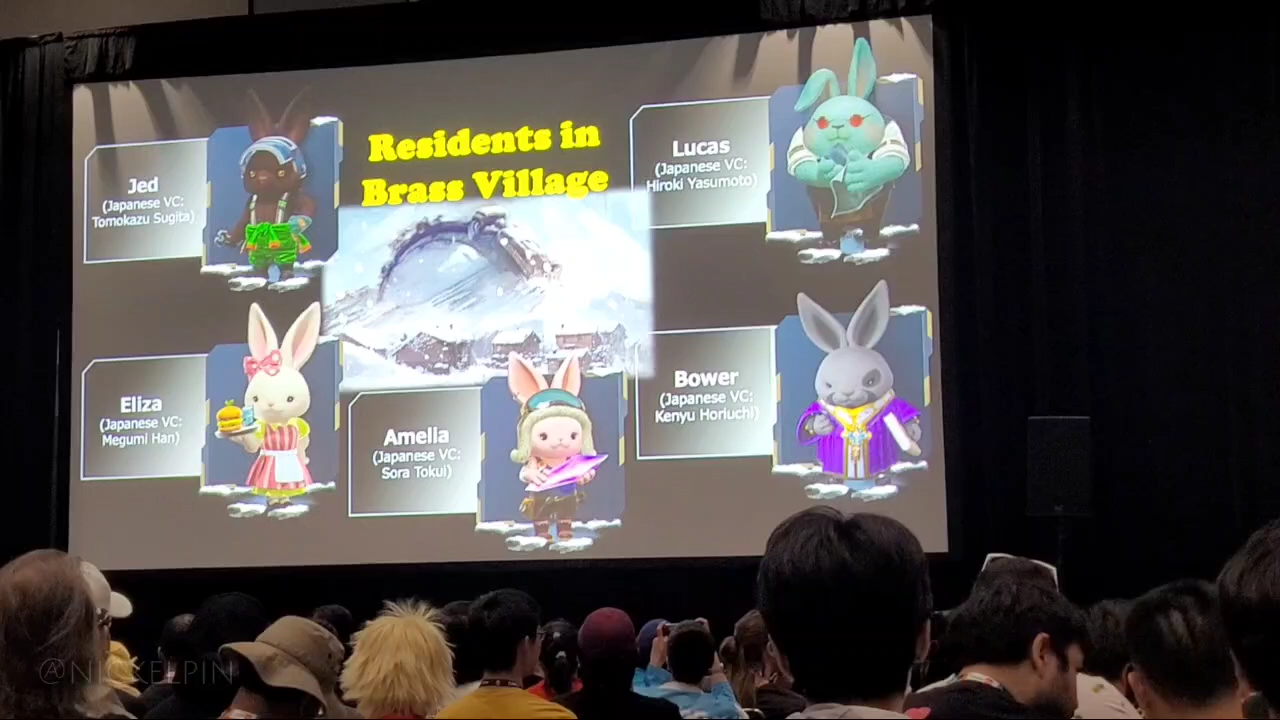 Residents in
Brass Village
Jed
(Japanese VC:
Tomokazu Sugita)
Lucas
(Japanese VC:
Hiroki Yasumoto)
Eliza
(Japanese VC:
Megumi Han)
Amelia
(Japanese VC:
Sora Tokui)
Bower
(Japanese VC:
Kenyu Horiuchi)
@NICKELPIN